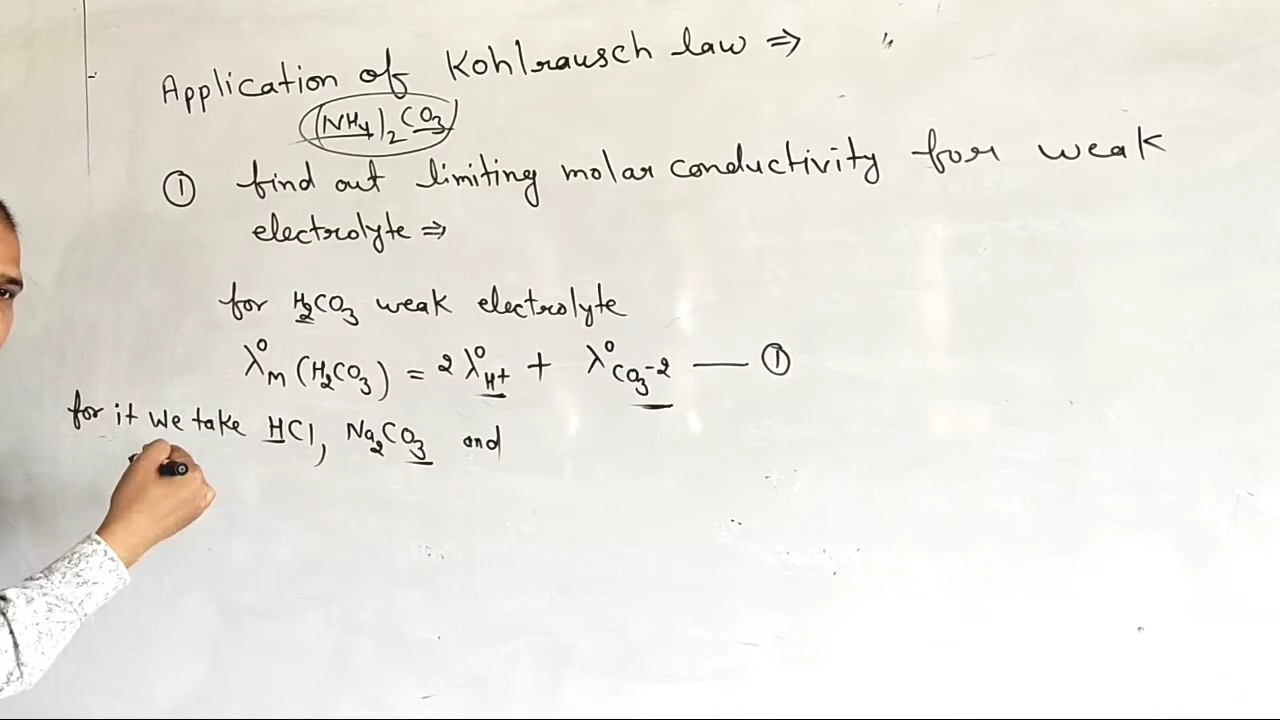 Application of Kohlrausch law ⇒
(NH4)2CO3
① find out limiting molar conductivity for weak
electrolyte ⇒
for H2CO3 weak electrolyte
λ°m (H2CO3) = 2 λ°H+ + λ°CO3-2 — ①
for it we take HCl, Na2CO3 and